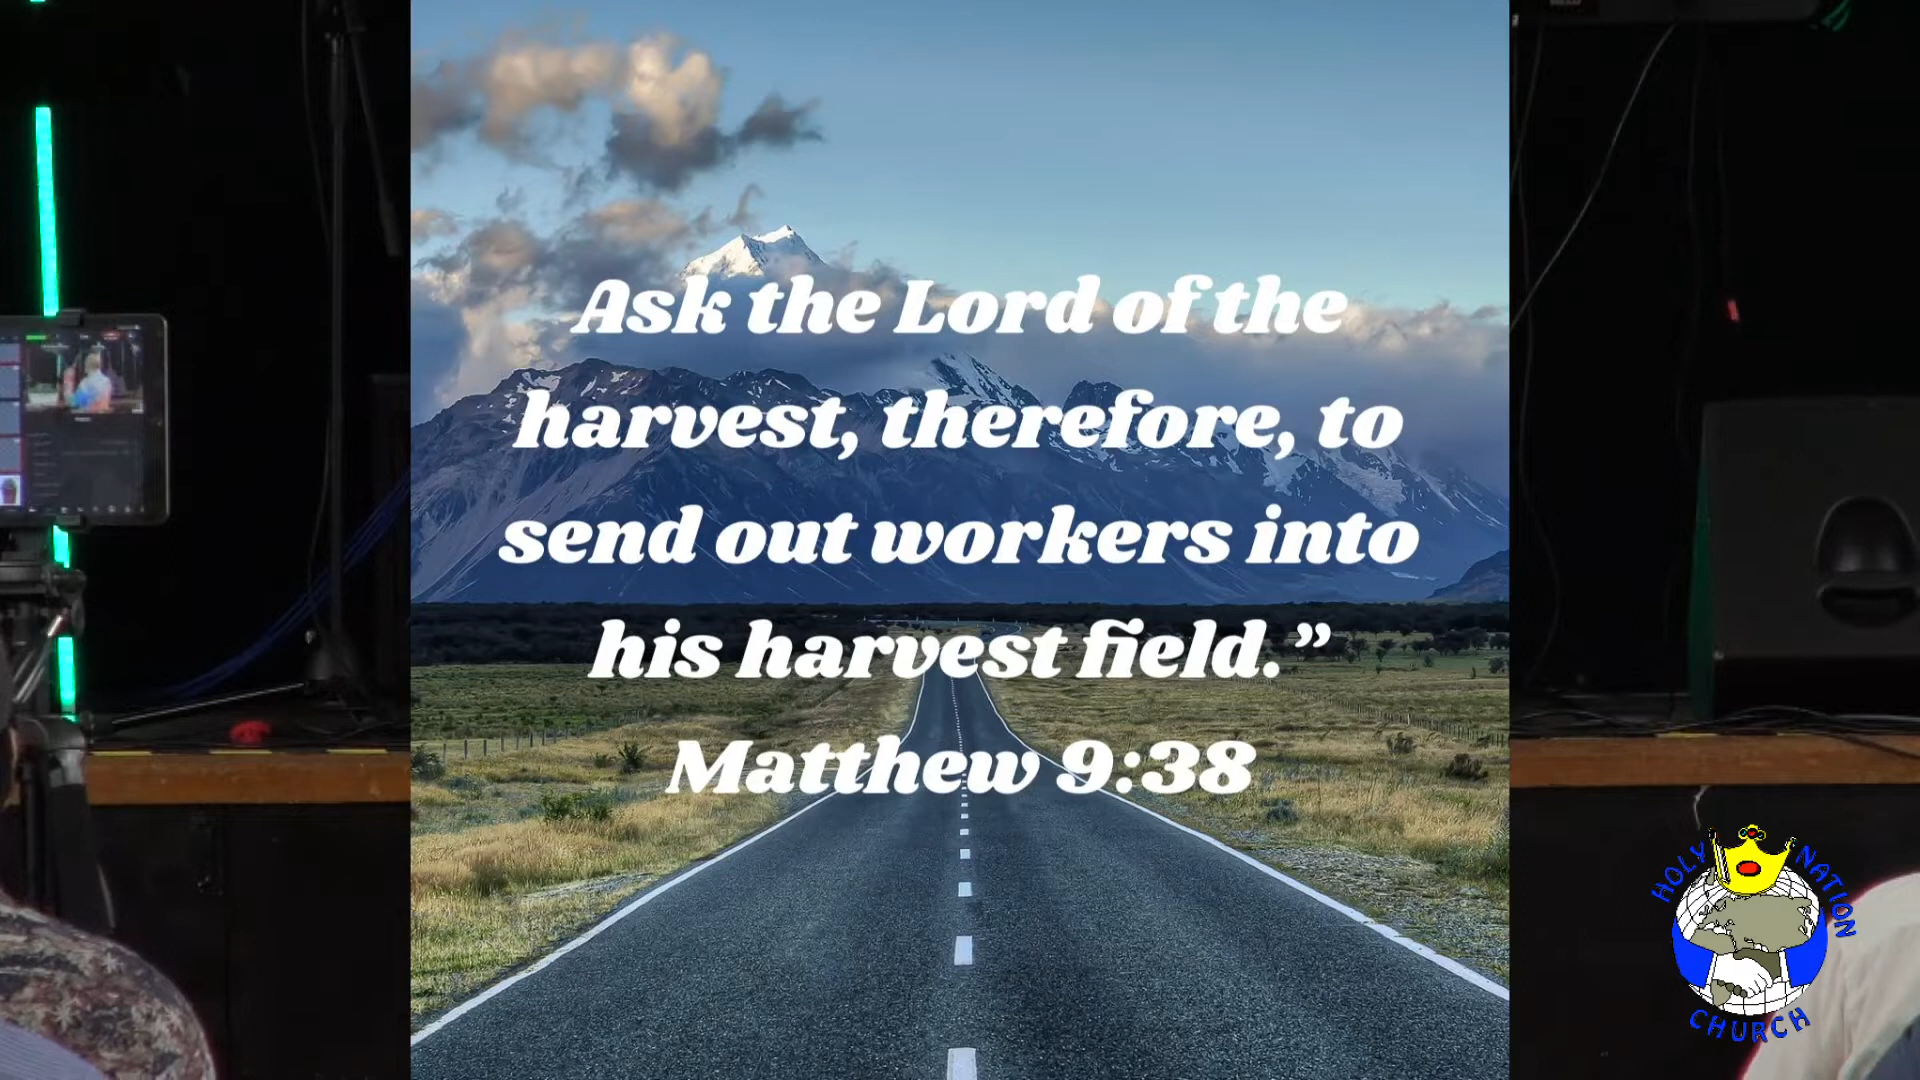 Ask the Lord of the
harvest, therefore, to
send out workers into
his harvest field.”
Matthew 9:38
HOLY NATION
CHURCH